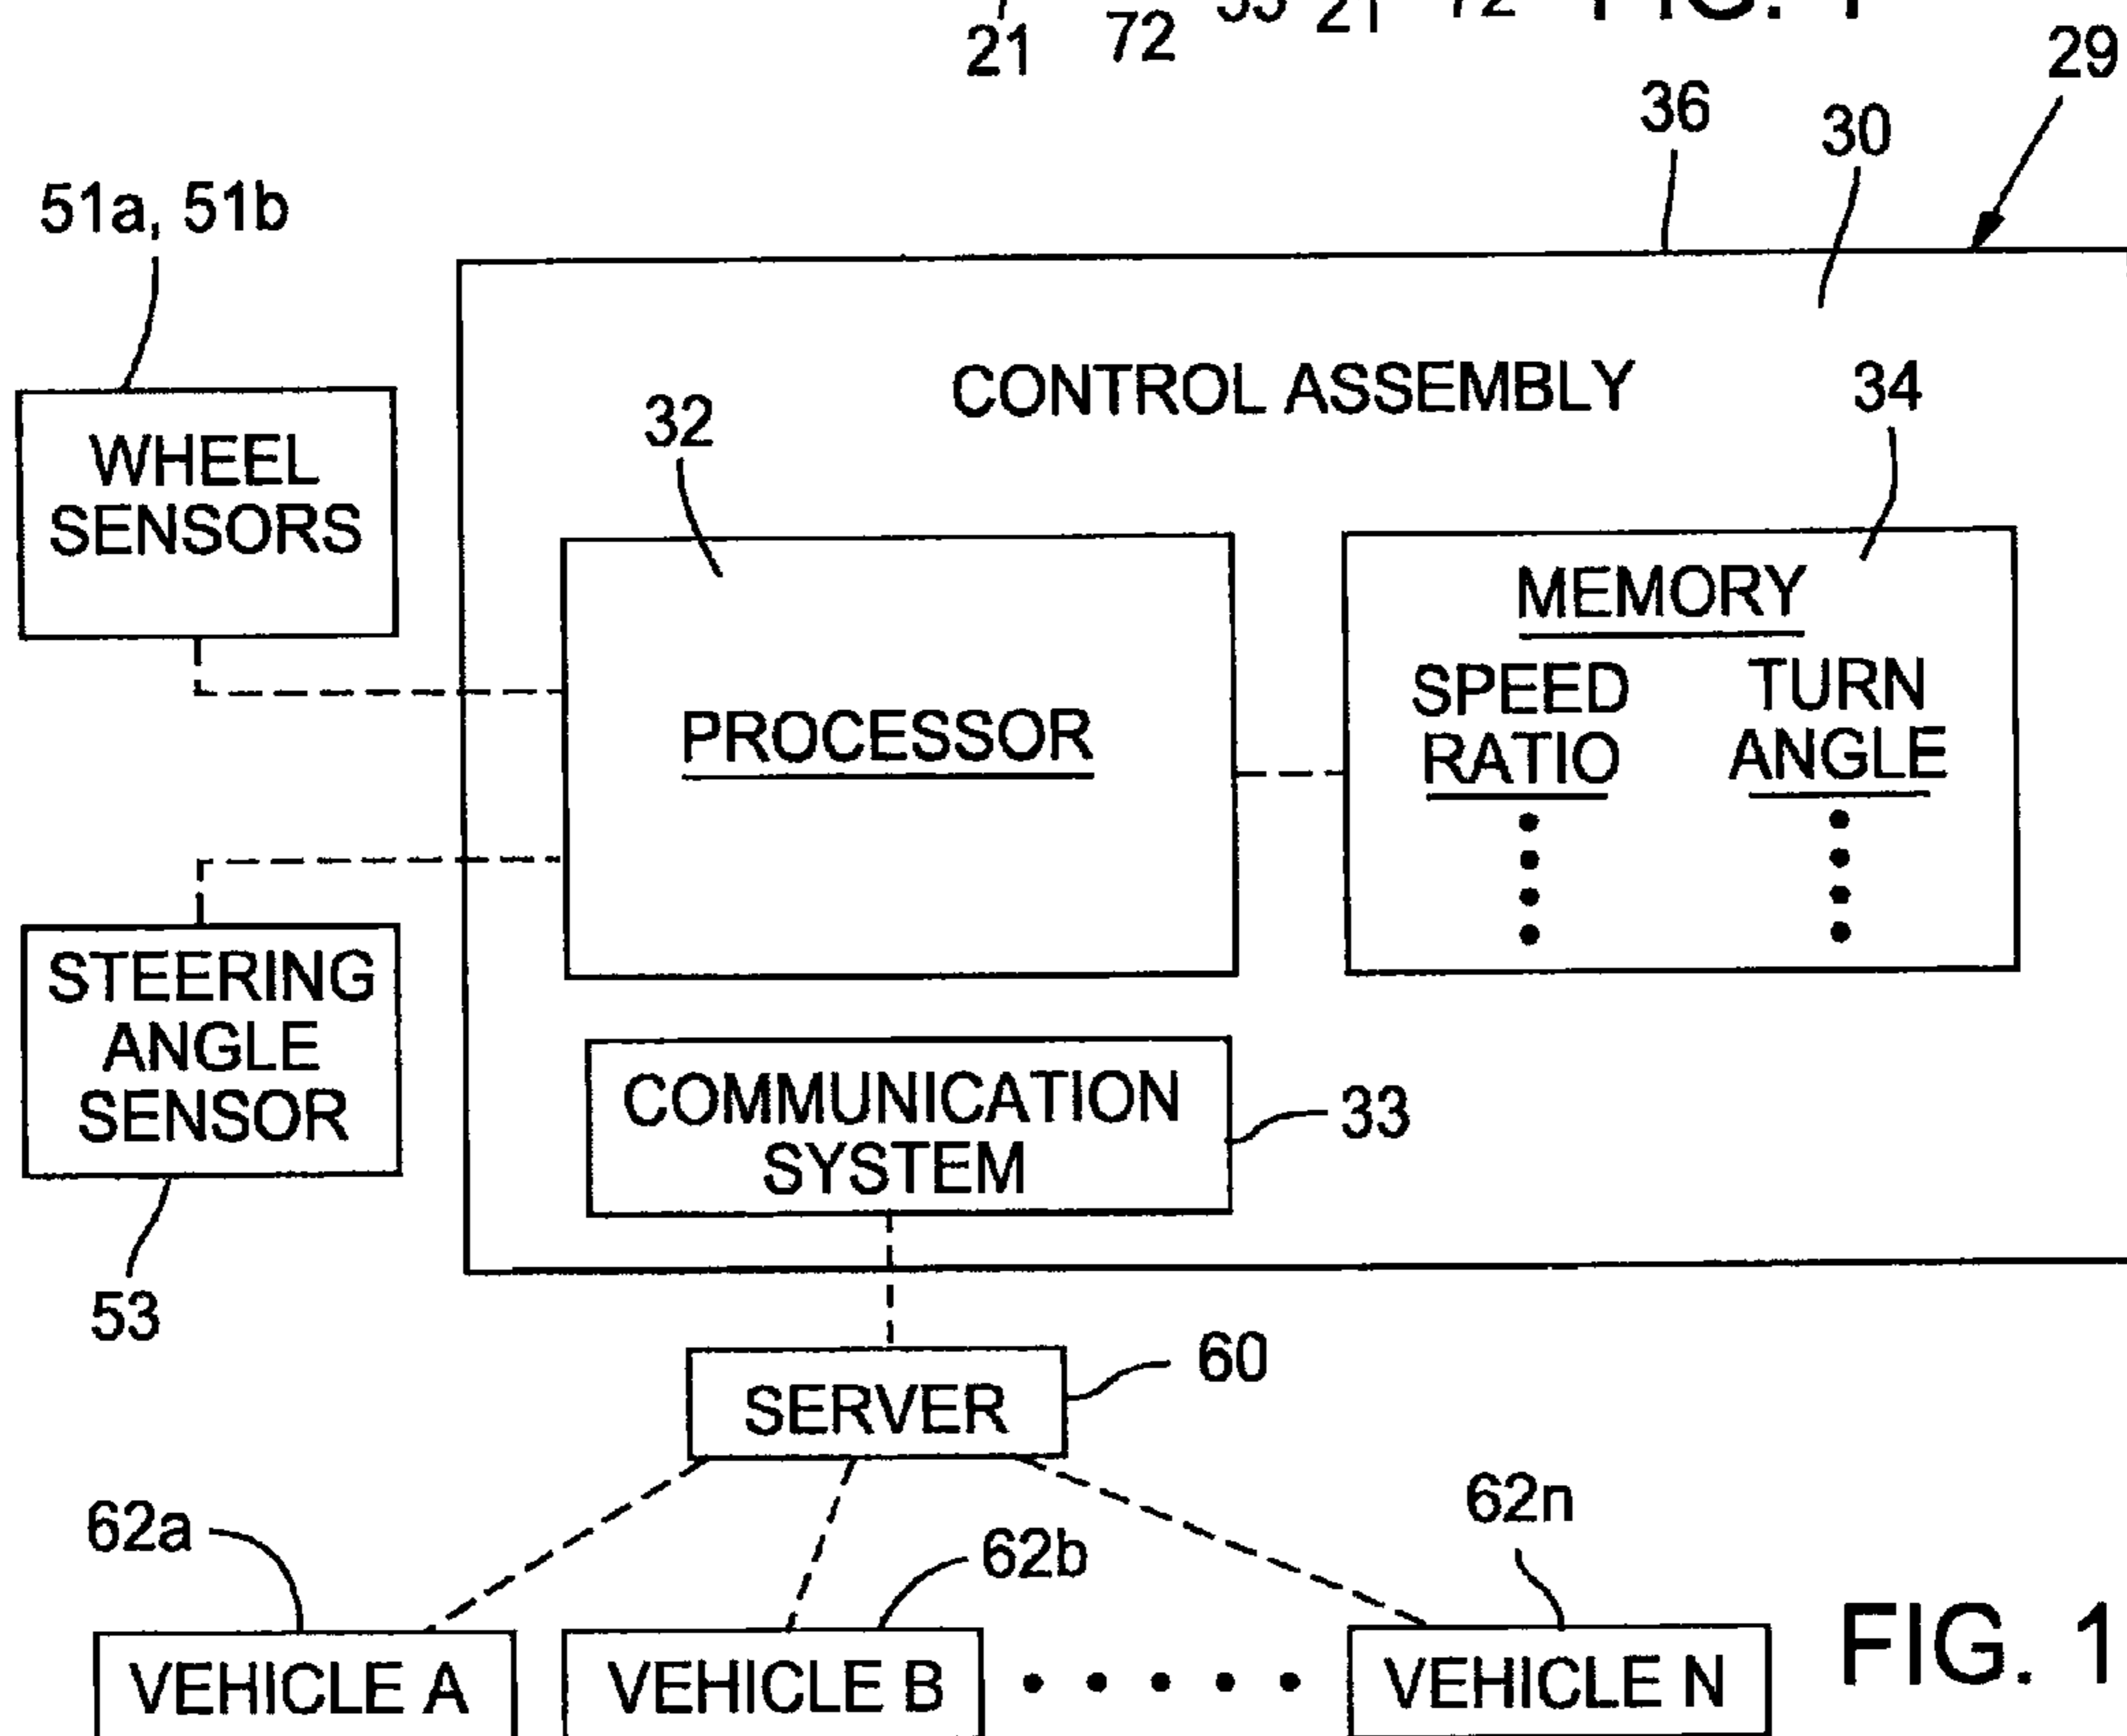 21 72
29
36
30
51a, 51b
CONTROL ASSEMBLY
34
32
WHEEL
SENSORS
MEMORY
SPEED
RATIO
TURN
ANGLE
PROCESSOR
STEERING
ANGLE
SENSOR
COMMUNICATION
SYSTEM
33
53
60
SERVER
62a
62b
62n
VEHICLE A
VEHICLE B
VEHICLE N
FIG. 1